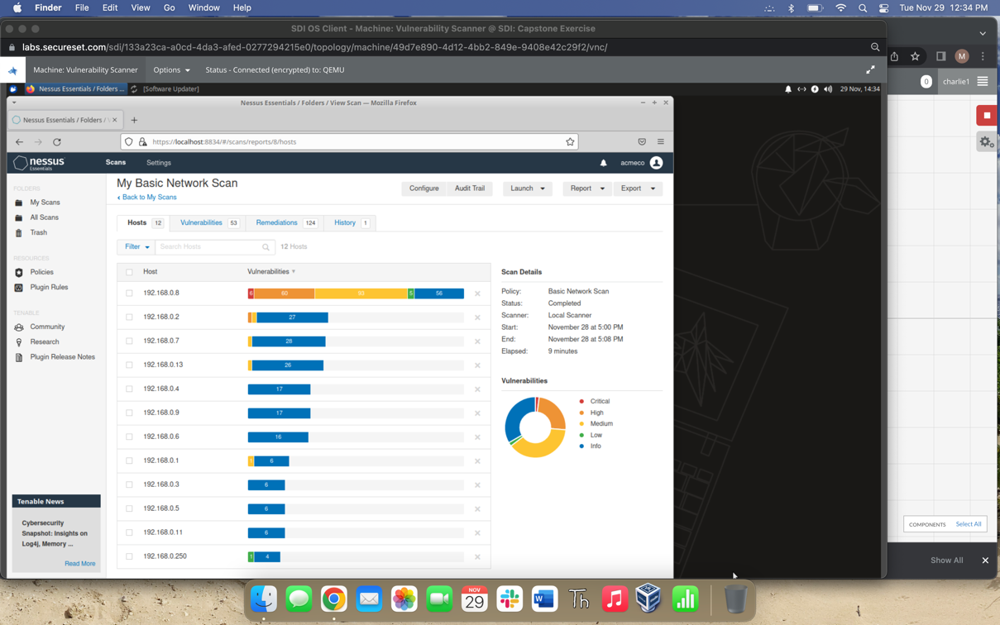 Finder File Edit View Go Window Help Tue Nov 29 12:34 PM
SDI OS Client - Machine: Vulnerability Scanner @ SDI: Capstone Exercise
labs.secureset.com/sdi/133a23ca-a0cd-4da3-afed-0277294215e0/topology/machine/49d7e890-4d12-4bb2-849e-9408e42c29f2/vnc/
M
Machine: Vulnerability Scanner Options Status - Connected (encrypted) to: QEMU
0 charlie1
Nessus Essentials / Folders ... [Software Updater] 29 Nov, 14:34
Nessus Essentials / Folders / View Scan — Mozilla Firefox
Nessus Essentials / Folders /
https://localhost:8834/#/scans/reports/8/hosts
nessus Essentials Scans Settings acmeco
My Basic Network Scan
Configure Audit Trail Launch Report Export
FOLDERS
Back to My Scans
My Scans
All Scans
Trash
Hosts 12 Vulnerabilities 53 Remediations 124 History 1
Filter Search Hosts 12 Hosts
RESOURCES
Policies
Plugin Rules
TENABLE
Community
Research
Plugin Release Notes
Host Vulnerabilities
192.168.0.8 6 60 93 5 56
192.168.0.2 27
192.168.0.7 28
192.168.0.13 26
192.168.0.4 17
192.168.0.9 17
192.168.0.6 16
192.168.0.1 1 6
192.168.0.3 6
192.168.0.5 6
192.168.0.11 6
192.168.0.250 1 4
Scan Details
Policy: Basic Network Scan
Status: Completed
Scanner: Local Scanner
Start: November 28 at 5:00 PM
End: November 28 at 5:08 PM
Elapsed: 9 minutes
Vulnerabilities
Critical
High
Medium
Low
Info
Tenable News
Cybersecurity
Snapshot: Insights on
Log4j, Memory ...
Read More
COMPONENTS Select All
Show All
NOV
29
Th